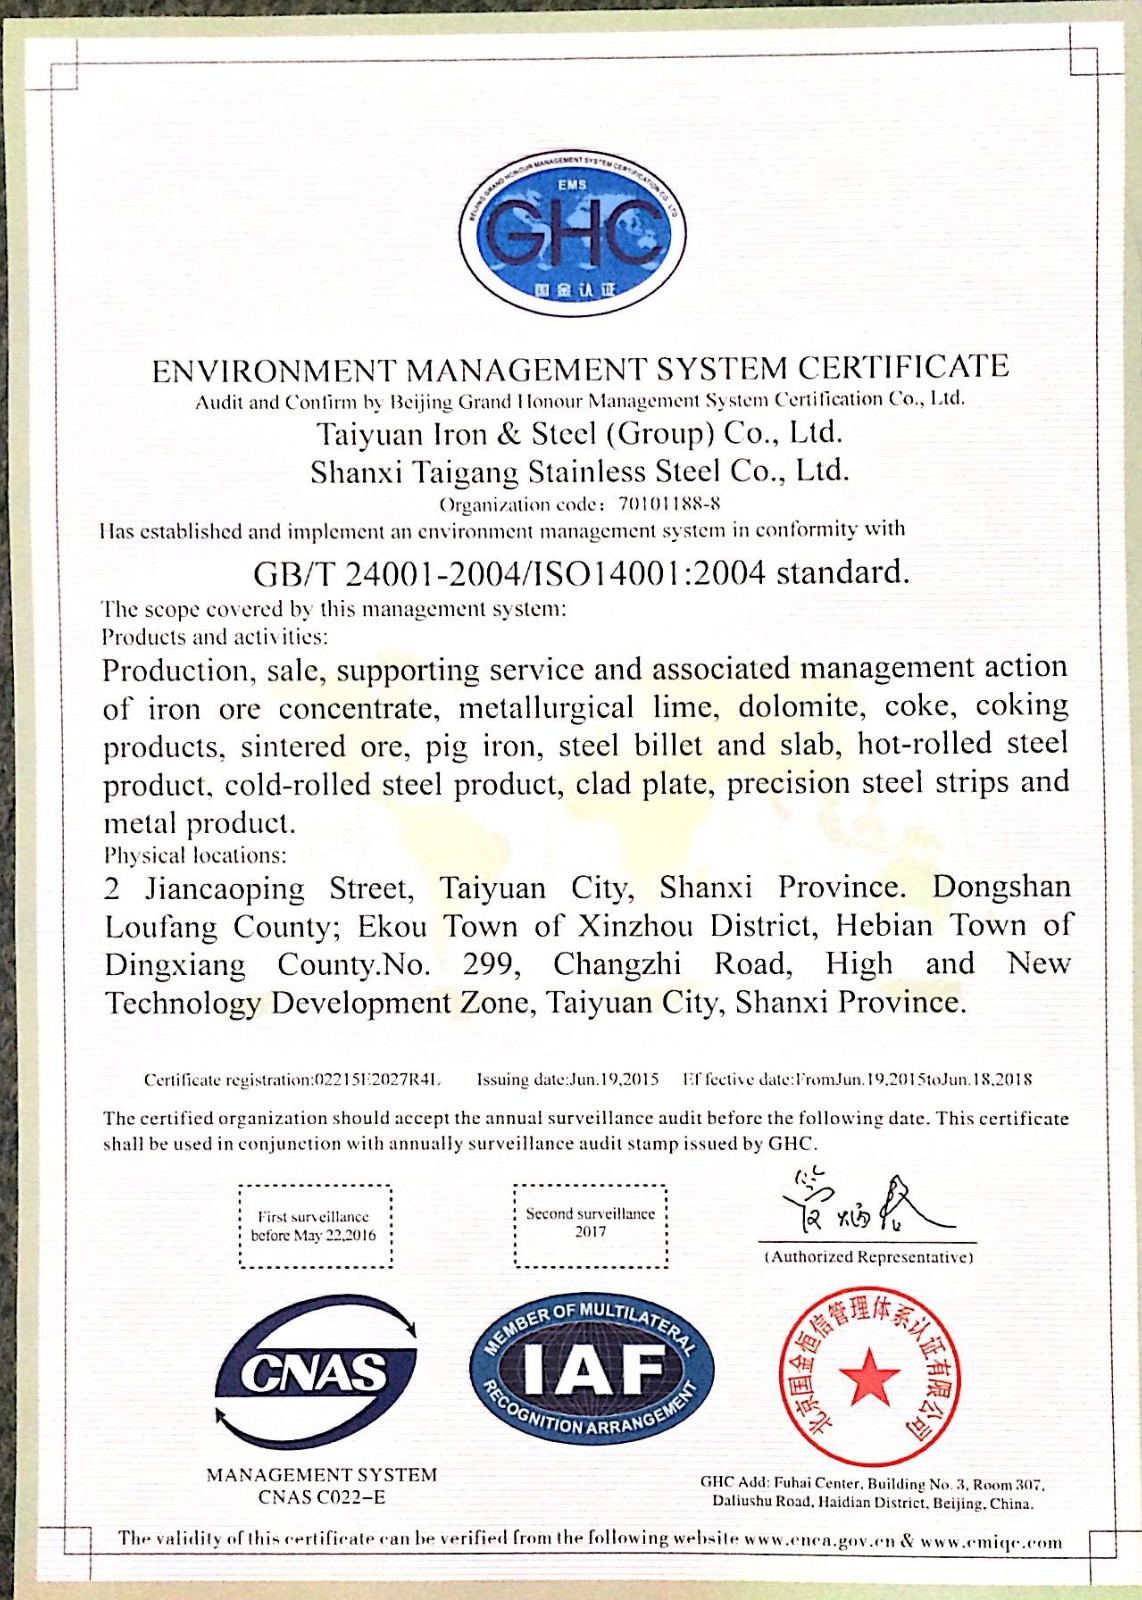 BEIJING GRAND HONOUR MANAGEMENT SYSTEM CERTIFICATION CO., LTD
EMS
GHC
国金认证
ENVIRONMENT MANAGEMENT SYSTEM CERTIFICATE
Audit and Confirm by Beijing Grand Honour Management System Certification Co., Ltd.
Taiyuan Iron & Steel (Group) Co., Ltd.
Shanxi Taigang Stainless Steel Co., Ltd.
Organization code: 70101188-8
Has established and implement an environment management system in conformity with
GB/T 24001-2004/ISO14001:2004 standard.
The scope covered by this management system:
Products and activities:
Production, sale, supporting service and associated management action
of iron ore concentrate, metallurgical lime, dolomite, coke, coking
products, sintered ore, pig iron, steel billet and slab, hot-rolled steel
product, cold-rolled steel product, clad plate, precision steel strips and
metal product.
Physical locations:
2 Jiancaoping Street, Taiyuan City, Shanxi Province. Dongshan
Loufang County; Ekou Town of Xinzhou District, Hebian Town of
Dingxiang County.No. 299, Changzhi Road, High and New
Technology Development Zone, Taiyuan City, Shanxi Province.
Certificate registration:02215E2027R4L Issuing date:Jun.19,2015 Effective date:FromJun.19,2015toJun.18,2018
The certified organization should accept the annual surveillance audit before the following date. This certificate
shall be used in conjunction with annually surveillance audit stamp issued by GHC.
First surveillance
before May 22,2016
Second surveillance
2017
(Authorized Representative)
CNAS
MEMBER OF MULTILATERAL
IAF
RECOGNITION ARRANGEMENT
北京国金恒信管理体系认证有限公司
MANAGEMENT SYSTEM
CNAS C022-E
GHC Add: Fuhai Center, Building No. 3, Room 307,
Daliushu Road, Haidian District, Beijing, China.
The validity of this certificate can be verified from the following website www.cnca.gov.cn & www.emiqc.com